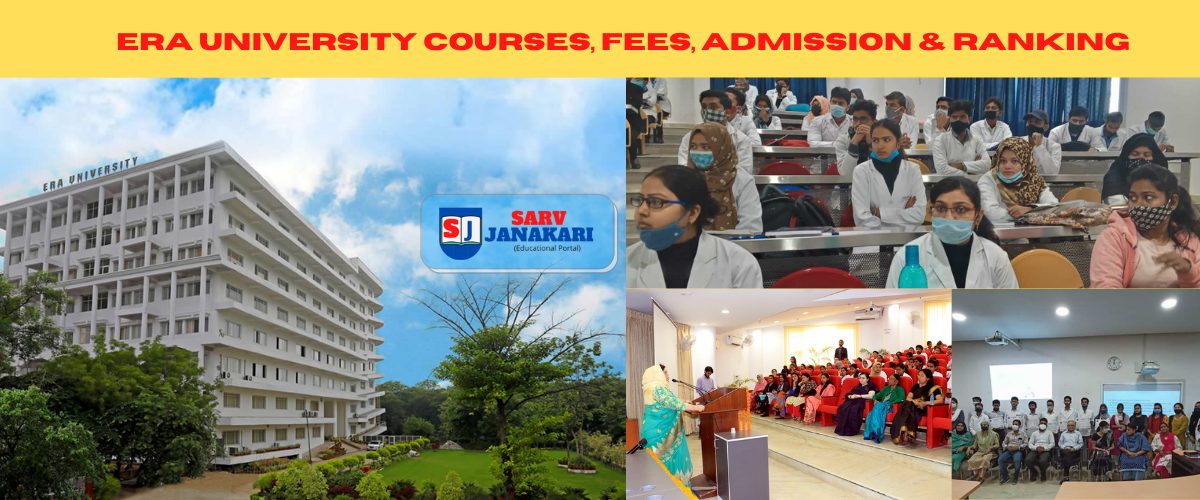 ERA UNIVERSITY COURSES, FEES, ADMISSION & RANKING
ERA UNIVERSITY
SJ
SARV
JANAKARI
(Educational Portal)